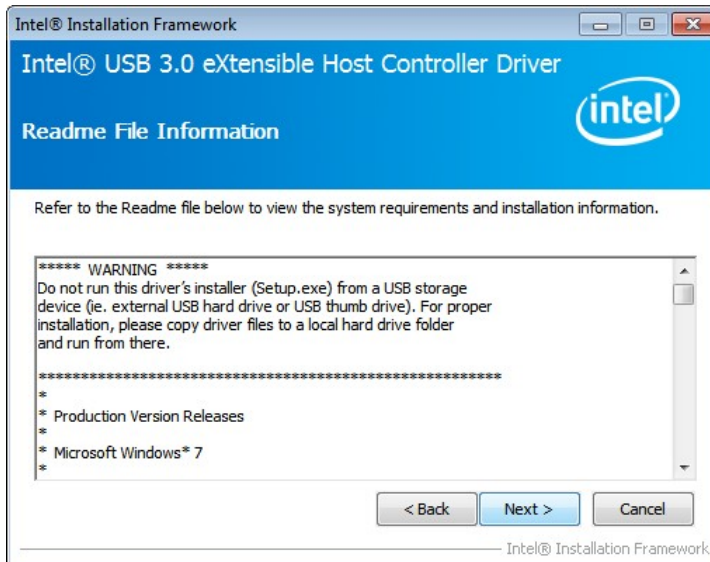 Intel® Installation Framework
Intel® USB 3.0 eXtensible Host Controller Driver
Readme File Information
intel
Refer to the Readme file below to view the system requirements and installation information.
***** WARNING *****
Do not run this driver's installer (Setup.exe) from a USB storage
device (ie. external USB hard drive or USB thumb drive). For proper
installation, please copy driver files to a local hard drive folder
and run from there.
*******************************************************
*
* Production Version Releases
*
* Microsoft Windows* 7
*
< Back
Next >
Cancel
Intel® Installation Framework